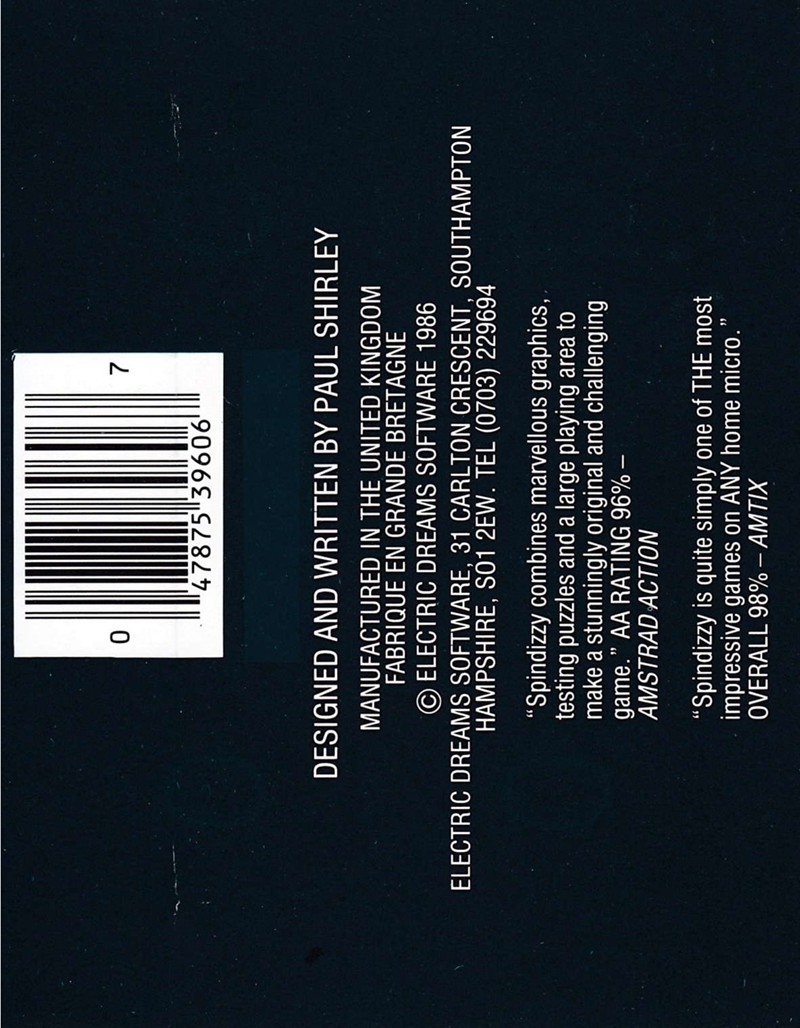 0 47875 39606 7
DESIGNED AND WRITTEN BY PAUL SHIRLEY
MANUFACTURED IN THE UNITED KINGDOM
FABRIQUE EN GRANDE BRETAGNE
© ELECTRIC DREAMS SOFTWARE 1986
ELECTRIC DREAMS SOFTWARE, 31 CARLTON CRESCENT, SOUTHAMPTON
HAMPSHIRE, SO1 2EW. TEL (0703) 229694
“Spindizzy combines marvellous graphics,
testing puzzles and a large playing area to
make a stunningly original and challenging
game.” AA RATING 96% –
AMSTRAD ACTION
“Spindizzy is quite simply one of THE most
impressive games on ANY home micro.”
OVERALL 98% – AMTIX